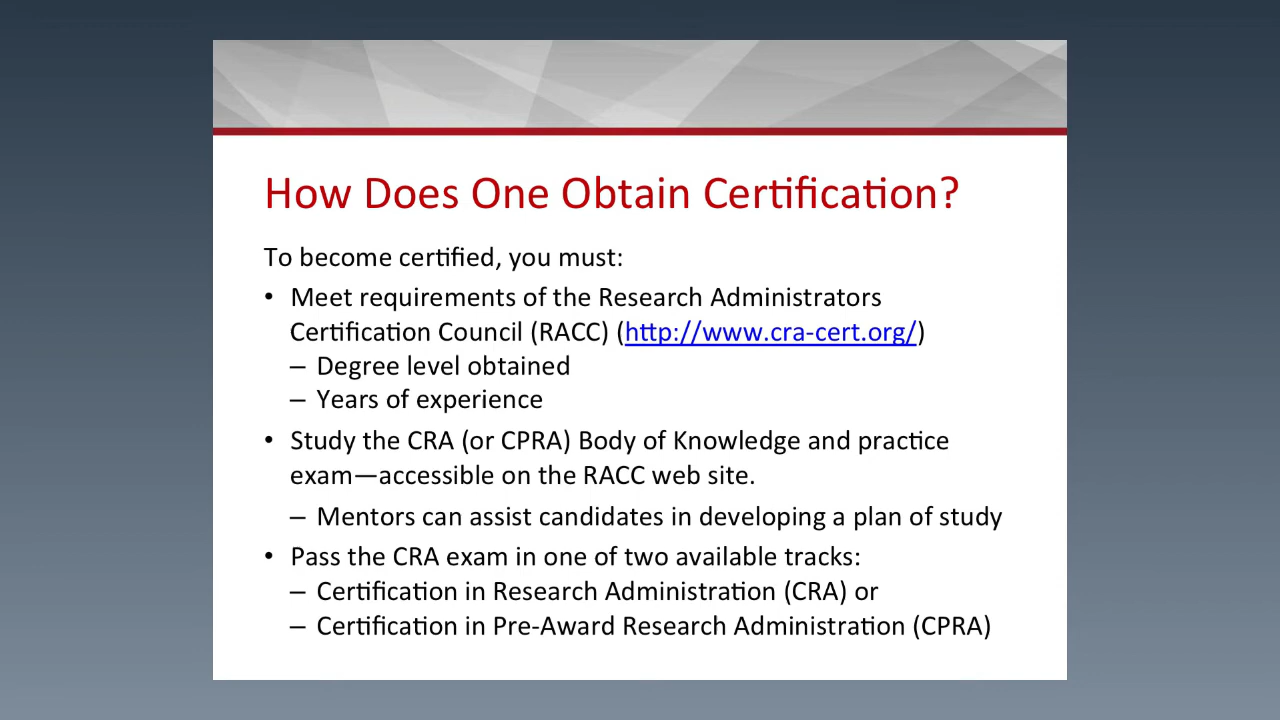 How Does One Obtain Certification?
To become certified, you must:
• Meet requirements of the Research Administrators
Certification Council (RACC) (http://www.cra-cert.org/)
– Degree level obtained
– Years of experience
• Study the CRA (or CPRA) Body of Knowledge and practice
exam—accessible on the RACC web site.
– Mentors can assist candidates in developing a plan of study
• Pass the CRA exam in one of two available tracks:
– Certification in Research Administration (CRA) or
– Certification in Pre-Award Research Administration (CPRA)